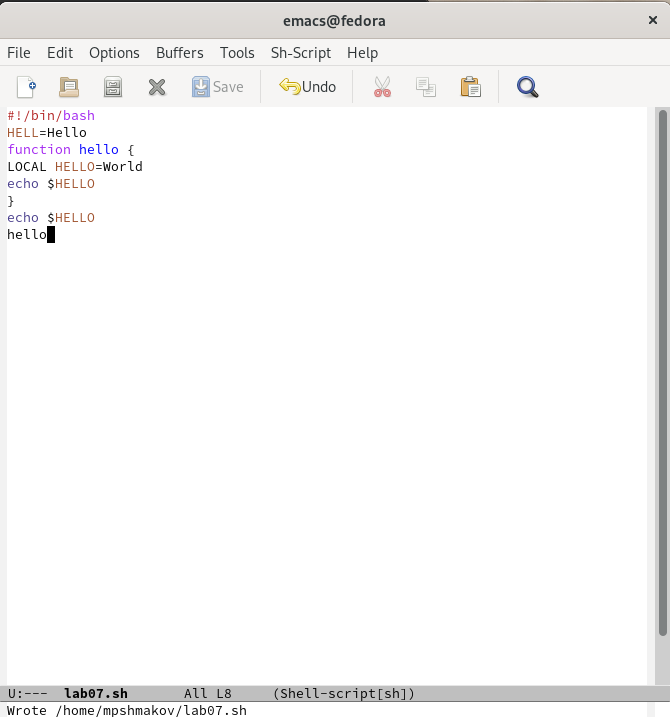 emacs@fedora ×
File Edit Options Buffers Tools Sh-Script Help
Save Undo
#!/bin/bash
HELL=Hello
function hello {
LOCAL HELLO=World
echo $HELLO
}
echo $HELLO
hello
U:--- lab07.sh All L8 (Shell-script[sh])
Wrote /home/mpshmakov/lab07.sh